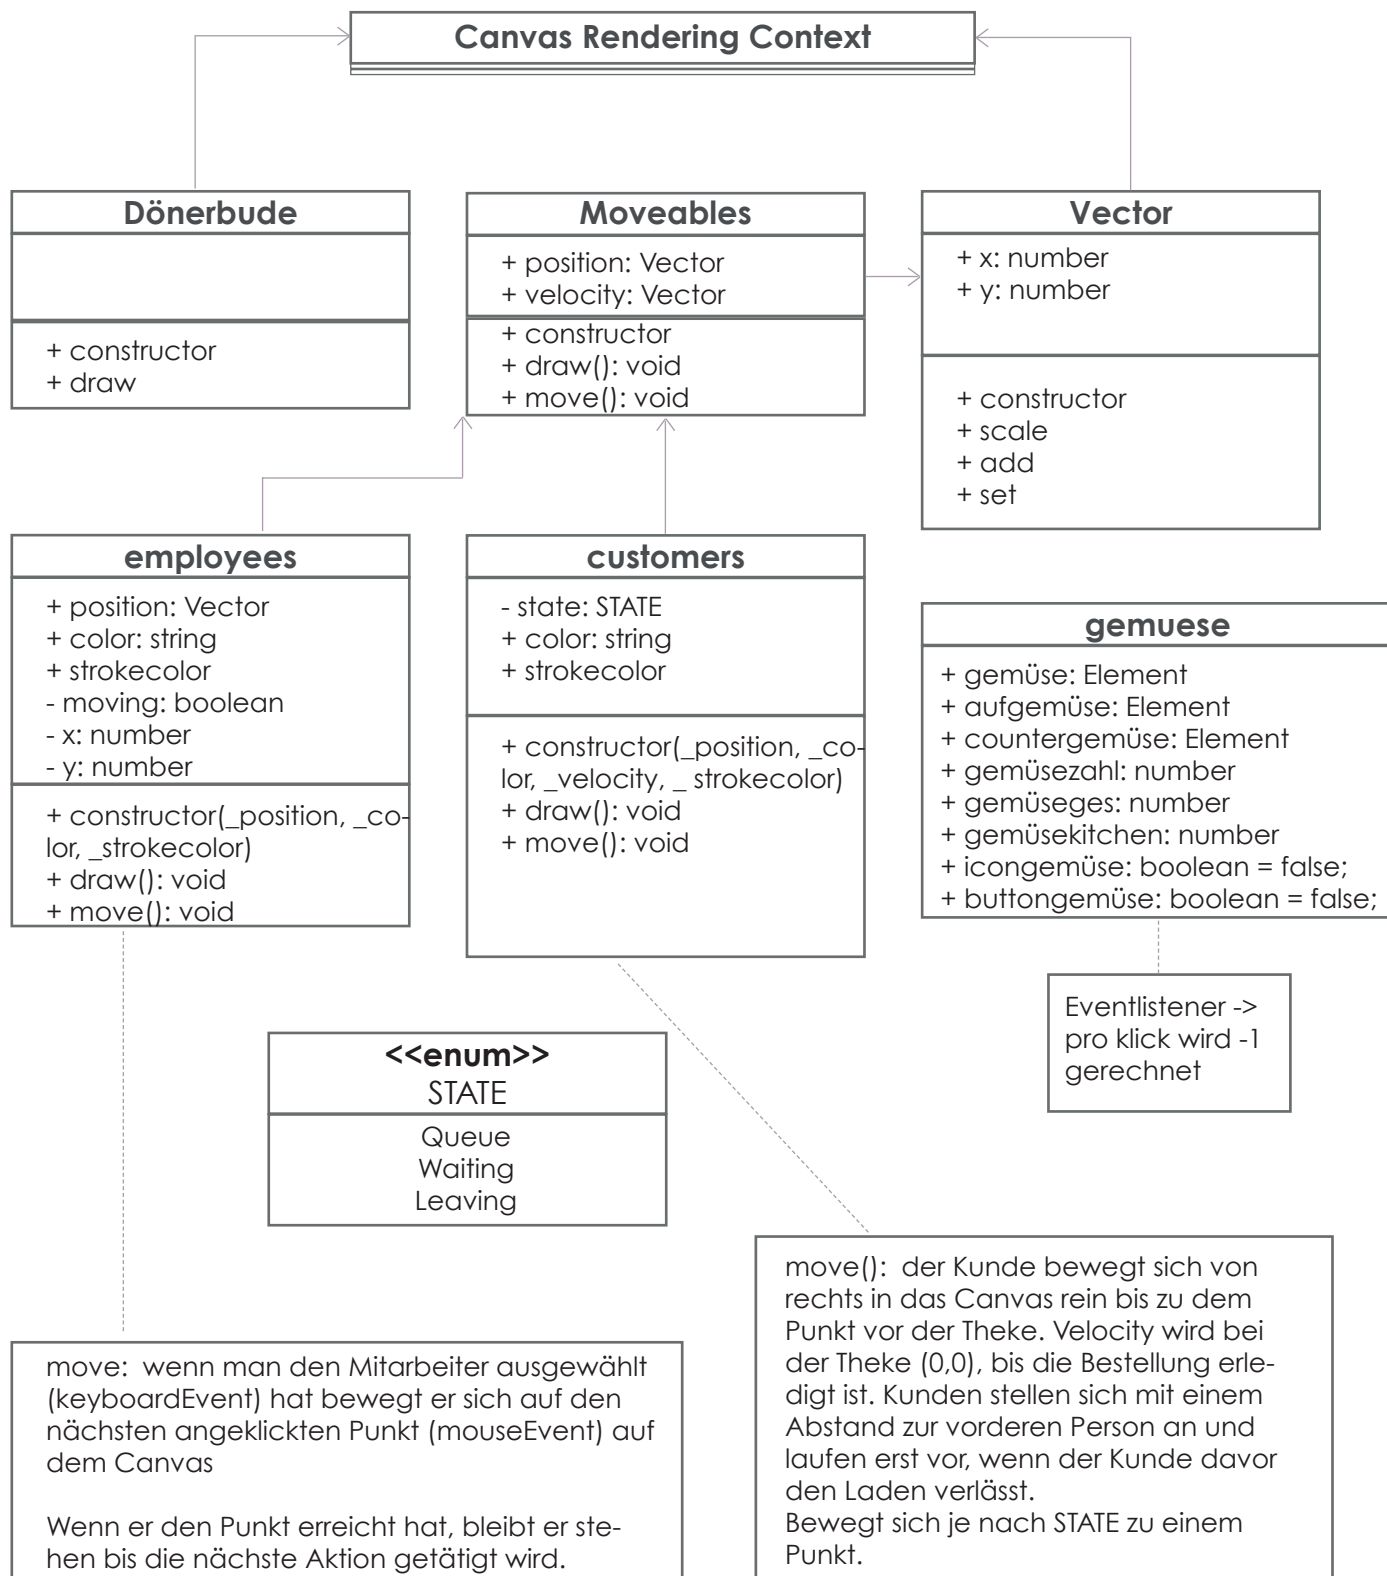 Canvas Rendering Context
Dönerbude
+ constructor
+ draw
Moveables
+ position: Vector
+ velocity: Vector
+ constructor
+ draw(): void
+ move(): void
Vector
+ x: number
+ y: number
+ constructor
+ scale
+ add
+ set
employees
+ position: Vector
+ color: string
+ strokecolor
- moving: boolean
- x: number
- y: number
+ constructor(_position, _co-
lor, _strokecolor)
+ draw(): void
+ move(): void
customers
- state: STATE
+ color: string
+ strokecolor
+ constructor(_position, _co-
lor, _velocity, _ strokecolor)
+ draw(): void
+ move(): void
gemuese
+ gemüse: Element
+ aufgemüse: Element
+ countergemüse: Element
+ gemüsezahl: number
+ gemüseges: number
+ gemüsekitchen: number
+ icongemüse: boolean = false;
+ buttongemüse: boolean = false;
Eventlistener ->
pro klick wird -1
gerechnet
<<enum>>
STATE
Queue
Waiting
Leaving
move: wenn man den Mitarbeiter ausgewählt
(keyboardEvent) hat bewegt er sich auf den
nächsten angeklickten Punkt (mouseEvent) auf
dem Canvas
Wenn er den Punkt erreicht hat, bleibt er ste-
hen bis die nächste Aktion getätigt wird.
move(): der Kunde bewegt sich von
rechts in das Canvas rein bis zu dem
Punkt vor der Theke. Velocity wird bei
der Theke (0,0), bis die Bestellung erle-
digt ist. Kunden stellen sich mit einem
Abstand zur vorderen Person an und
laufen erst vor, wenn der Kunde davor
den Laden verlässt.
Bewegt sich je nach STATE zu einem
Punkt.